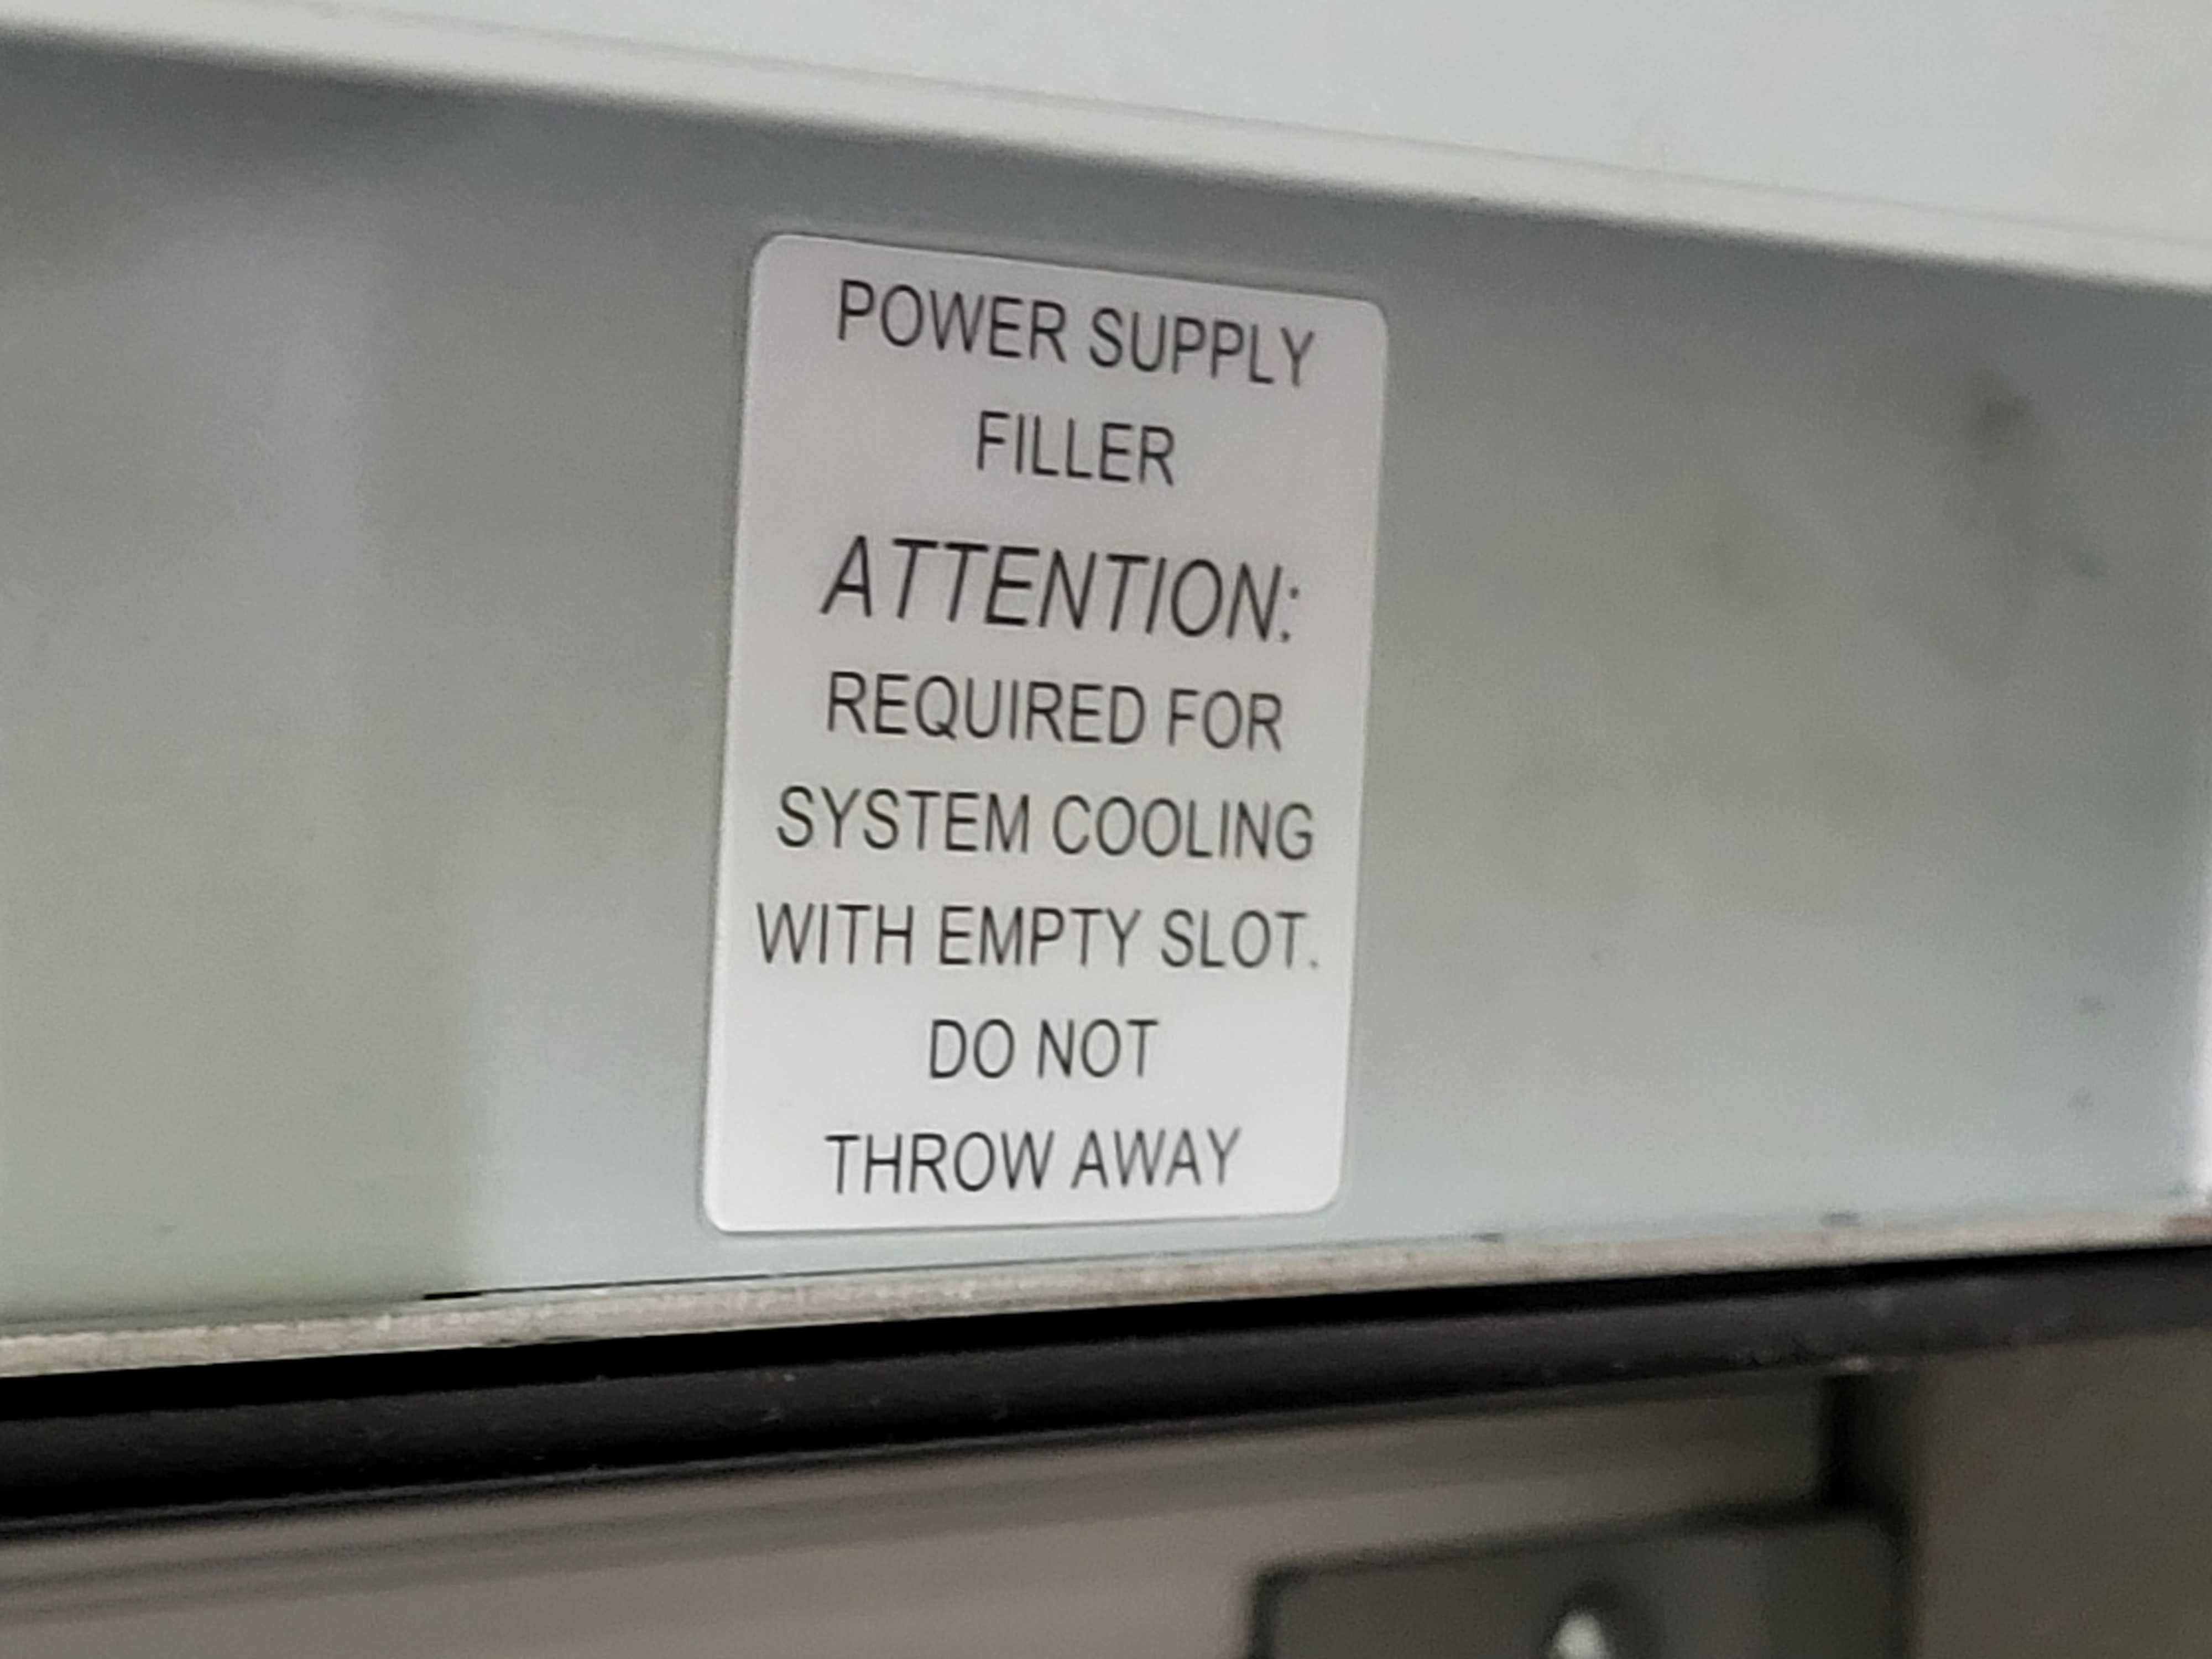 POWER SUPPLY
FILLER
ATTENTION:
REQUIRED FOR
SYSTEM COOLING
WITH EMPTY SLOT.
DO NOT
THROW AWAY